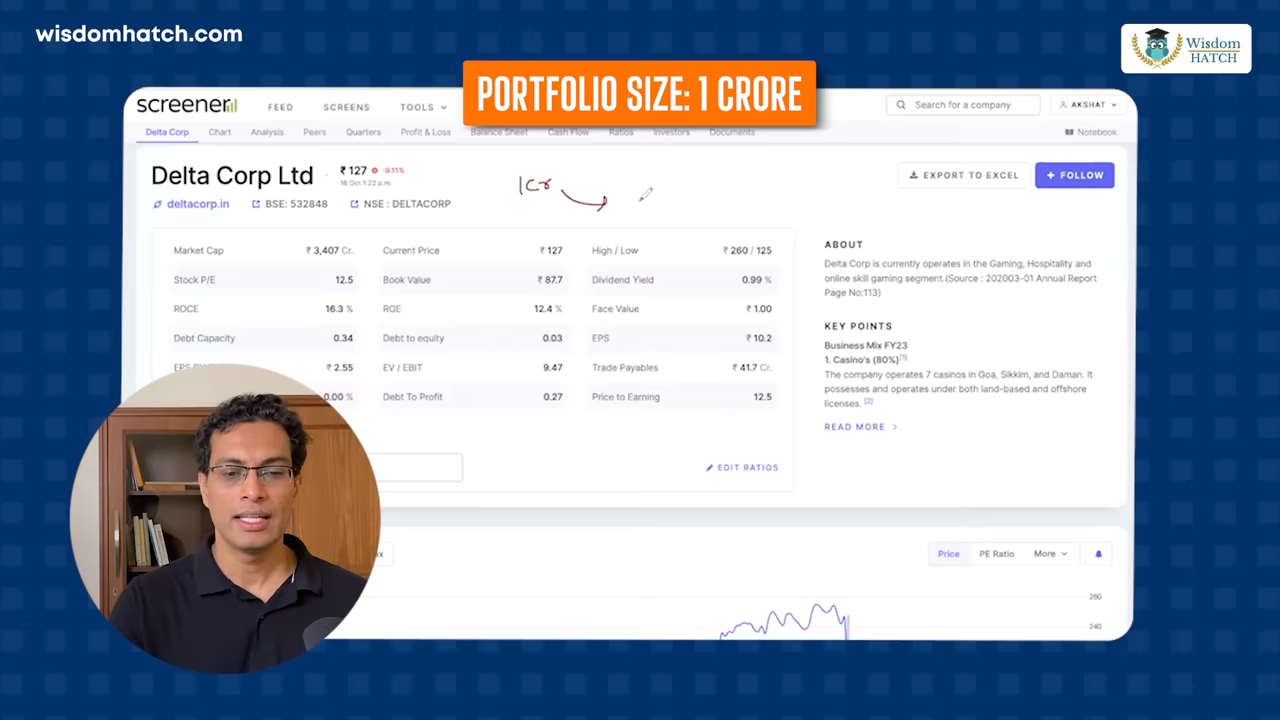 wisdomhatch.com
Wisdom
HATCH
PORTFOLIO SIZE: 1 CRORE
screener
FEED
SCREENS
TOOLS
Search for a company
AKSHAT
Delta Corp
Chart
Analysis
Peers
Quarters
Profit & Loss
Balance Sheet
Cash Flow
Ratios
Investors
Documents
Notebook
Delta Corp Ltd
₹ 127
-9.11%
16 Oct 1:22 p.m.
1Cr
EXPORT TO EXCEL
+ FOLLOW
deltacorp.in
BSE: 532848
NSE : DELTACORP
Market Cap ₹ 3,407 Cr.
Current Price ₹ 127
High / Low ₹ 260 / 125
Stock P/E 12.5
Book Value ₹ 87.7
Dividend Yield 0.99 %
ROCE 16.3 %
ROE 12.4 %
Face Value ₹ 1.00
Debt Capacity 0.34
Debt to equity 0.03
EPS ₹ 10.2
₹ 2.55
EV / EBIT 9.47
Trade Payables ₹ 41.7 Cr.
0.00 %
Debt To Profit 0.27
Price to Earning 12.5
EDIT RATIOS
ABOUT
Delta Corp is currently operates in the Gaming, Hospitality and
online skill gaming segment.(Source : 202003-01 Annual Report
Page No:113)
KEY POINTS
Business Mix FY23
1. Casino's (80%)[1]
The company operates 7 casinos in Goa, Sikkim, and Daman. It
possesses and operates under both land-based and offshore
licenses. [2]
READ MORE
Price
PE Ratio
More
260
240